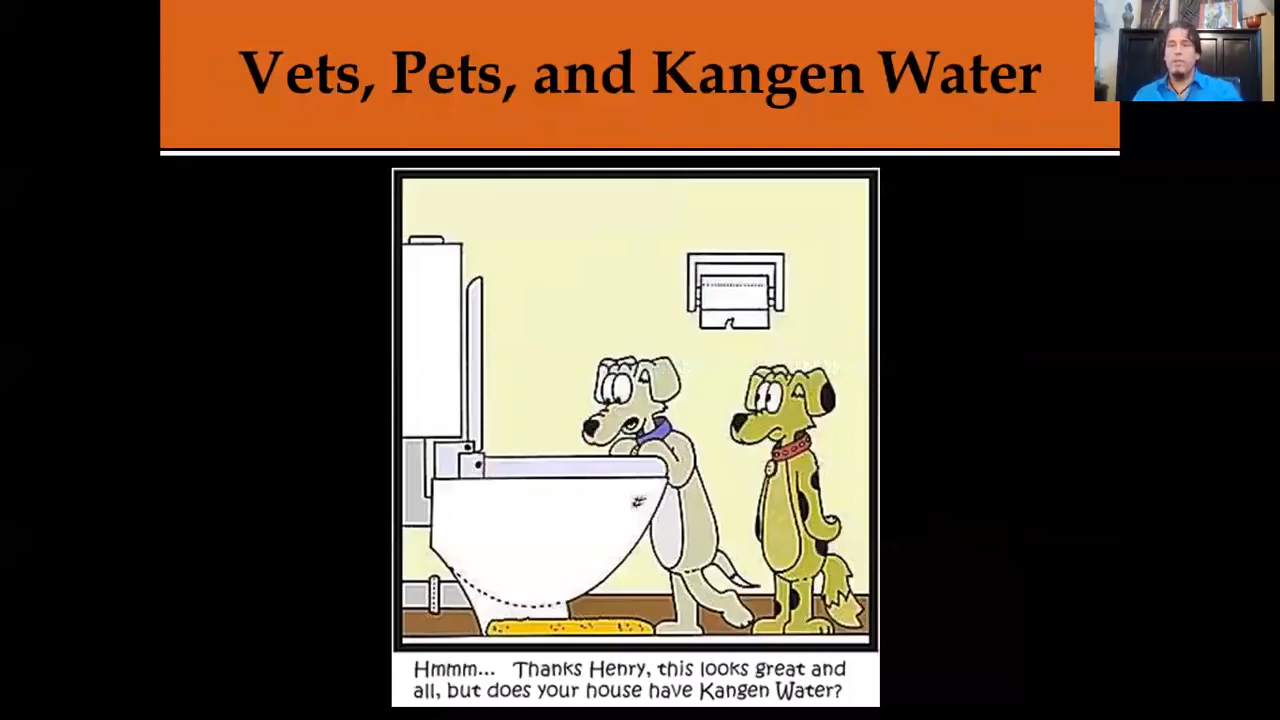 Vets, Pets, and Kangen Water
Hmmm... Thanks Henry, this looks great and
all, but does your house have Kangen Water?